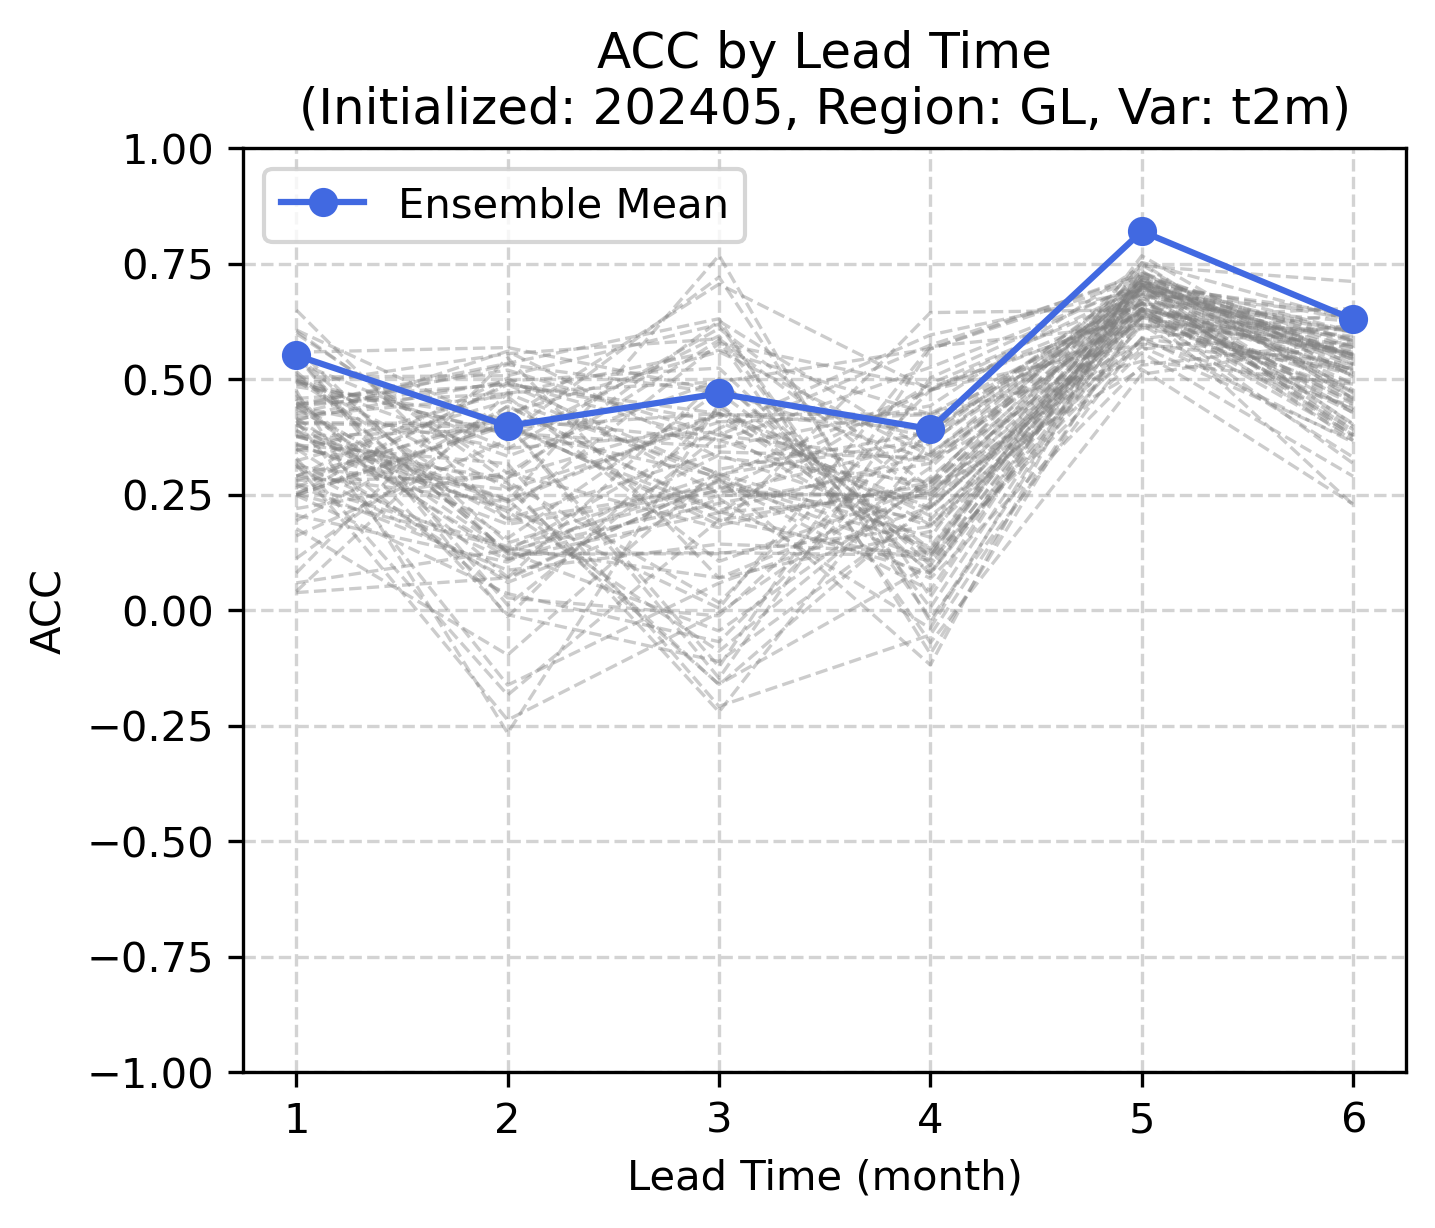 ACC by Lead Time
(Initialized: 202405, Region: GL, Var: t2m)
Ensemble Mean
1.00
0.75
0.50
0.25
0.00
−0.25
−0.50
−0.75
−1.00
ACC
1 2 3 4 5 6
Lead Time (month)